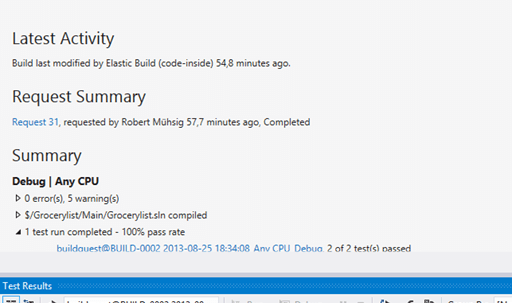 Latest Activity
Build last modified by Elastic Build (code-inside) 54,8 minutes ago.
Request Summary
Request 31, requested by Robert Mühsig 57,7 minutes ago, Completed
Summary
Debug | Any CPU
0 error(s), 5 warning(s)
$/Grocerylist/Main/Grocerylist.sln compiled
1 test run completed - 100% pass rate
buildguest@BUILD-0002 2013-08-25 18:34:08 Any CPU Debug, 2 of 2 test(s) passed
Test Results